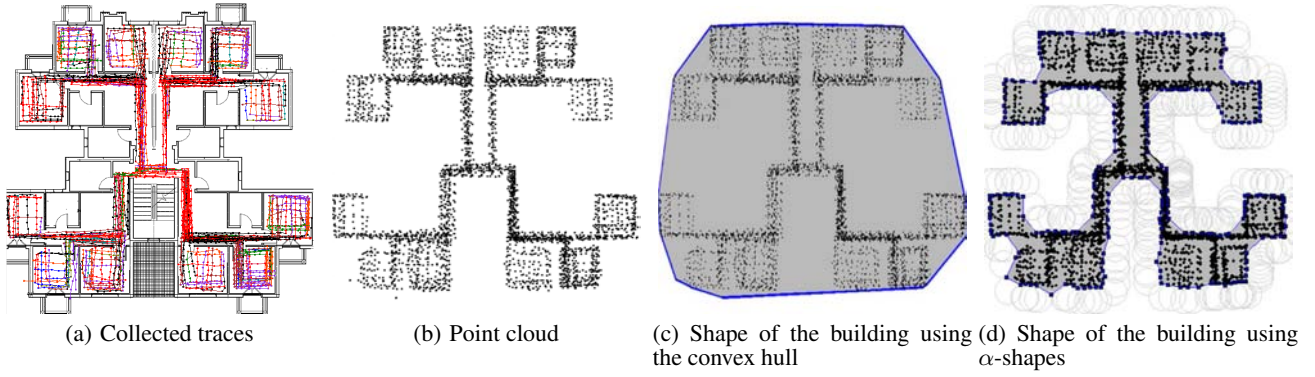 (a) Collected traces
(b) Point cloud
(c) Shape of the building using
the convex hull
(d) Shape of the building using
α-shapes